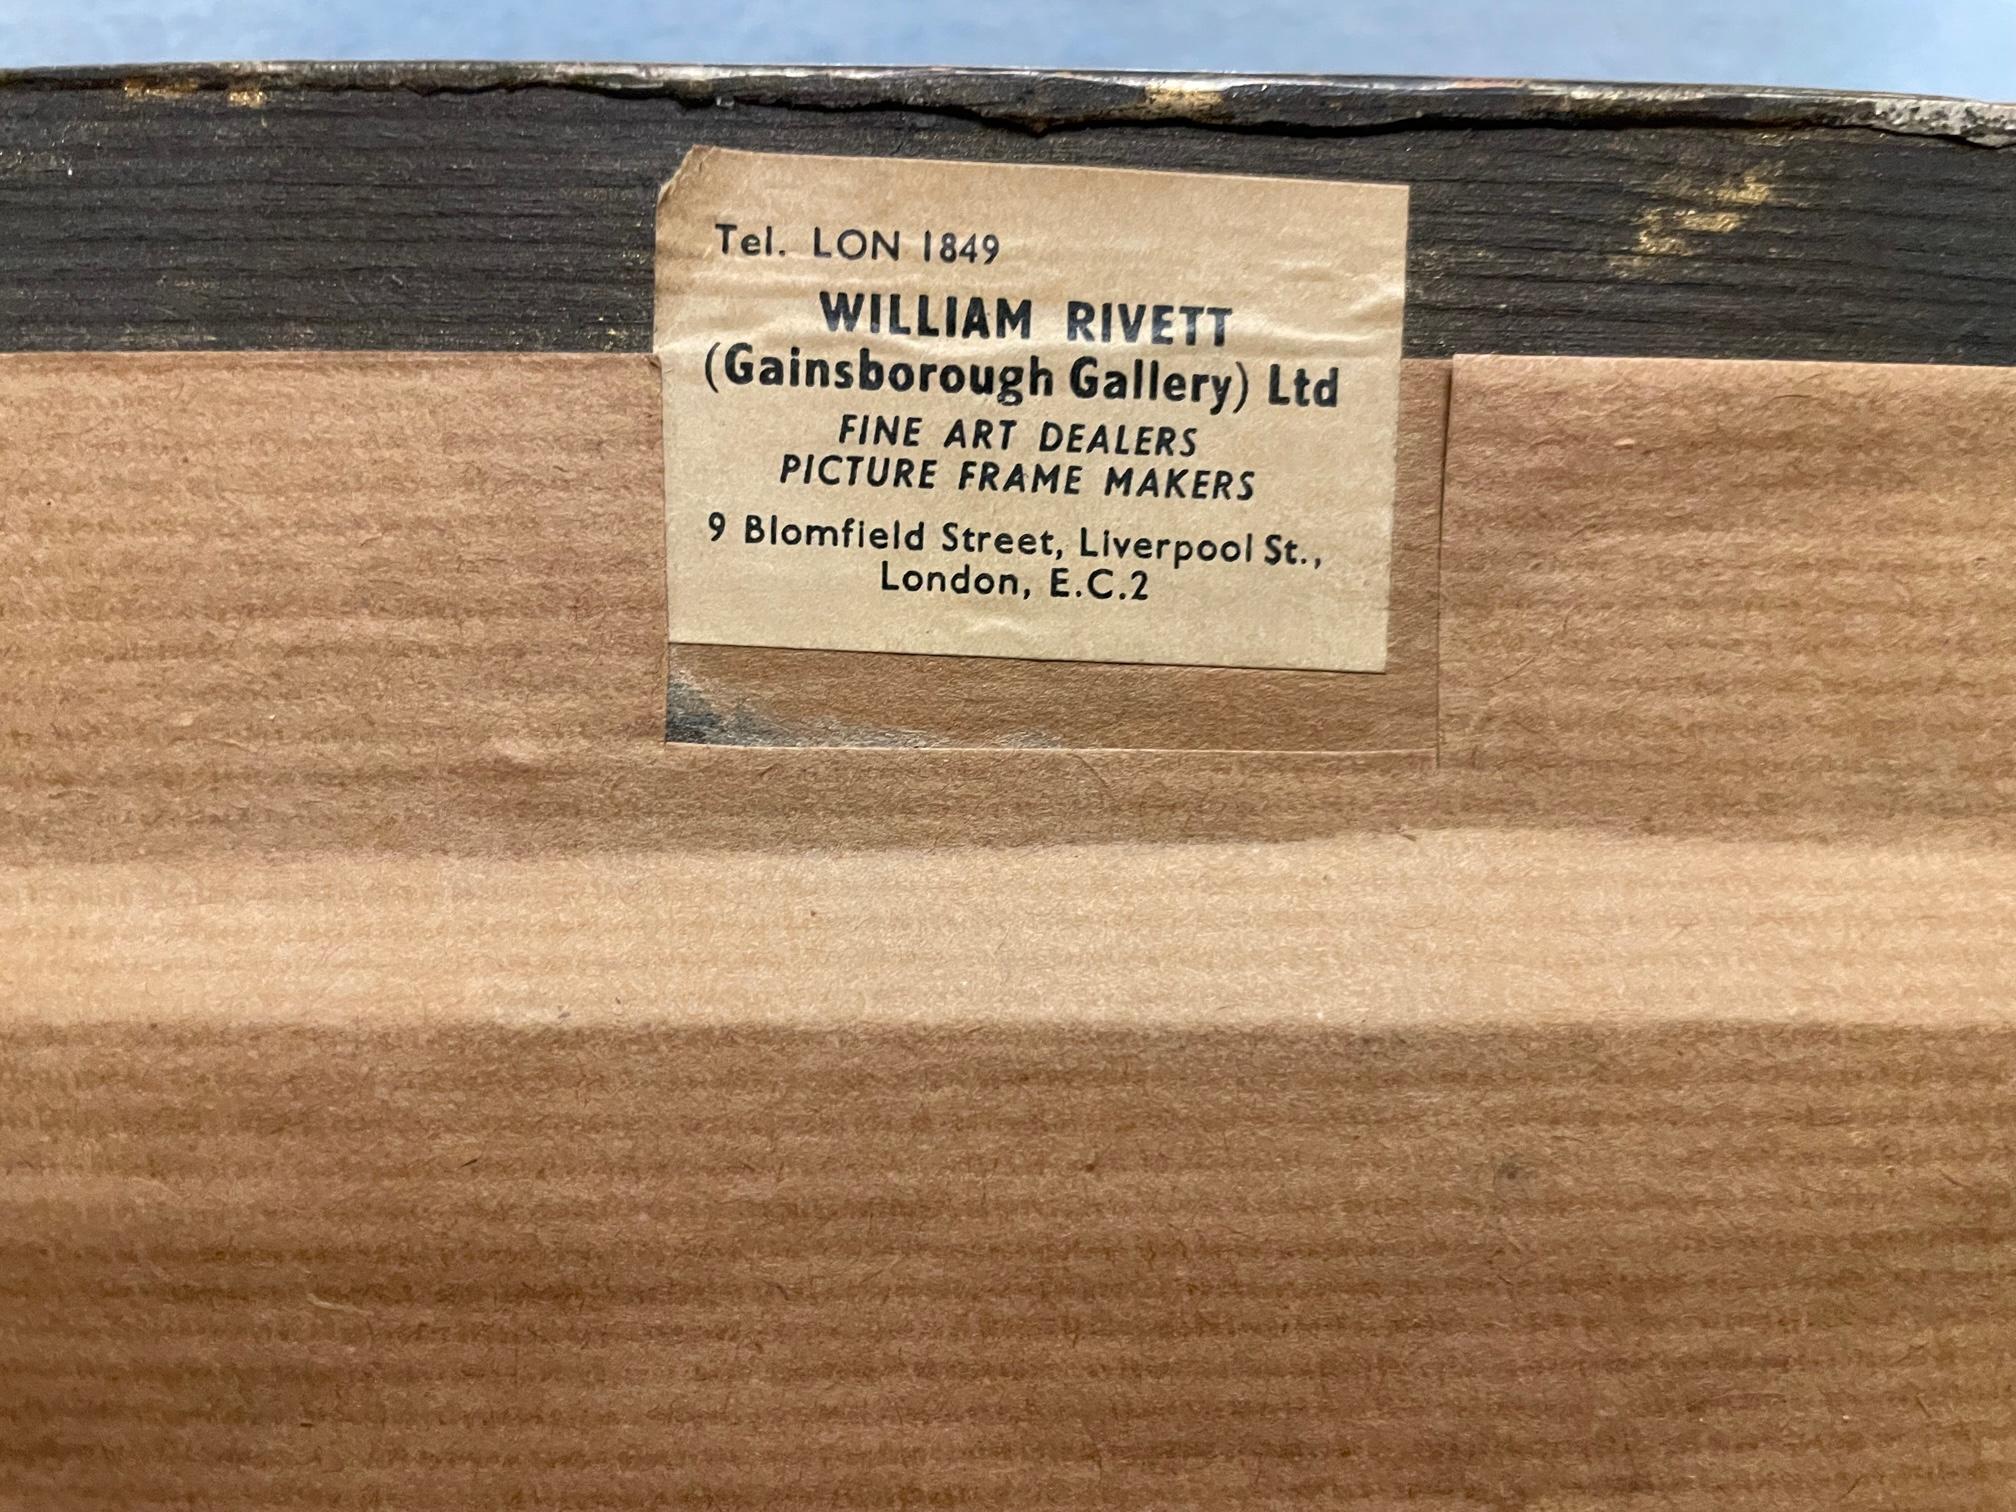 Tel. LON 1849
WILLIAM RIVETT
(Gainsborough Gallery) Ltd
FINE ART DEALERS
PICTURE FRAME MAKERS
9 Blomfield Street, Liverpool St.,
London, E.C.2